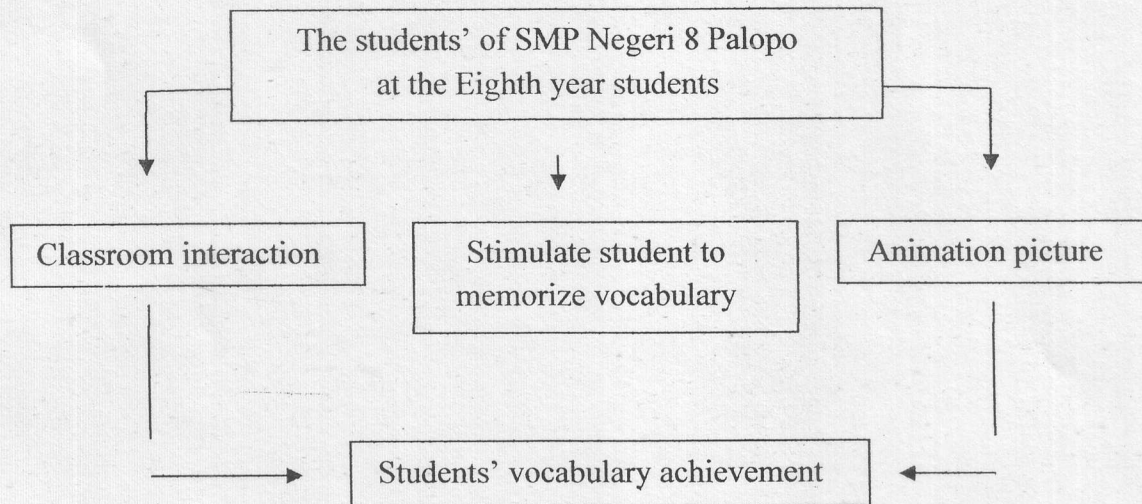 The students’ of SMP Negeri 8 Palopo
at the Eighth year students
Classroom interaction
Stimulate student to
memorize vocabulary
Animation picture
Students’ vocabulary achievement